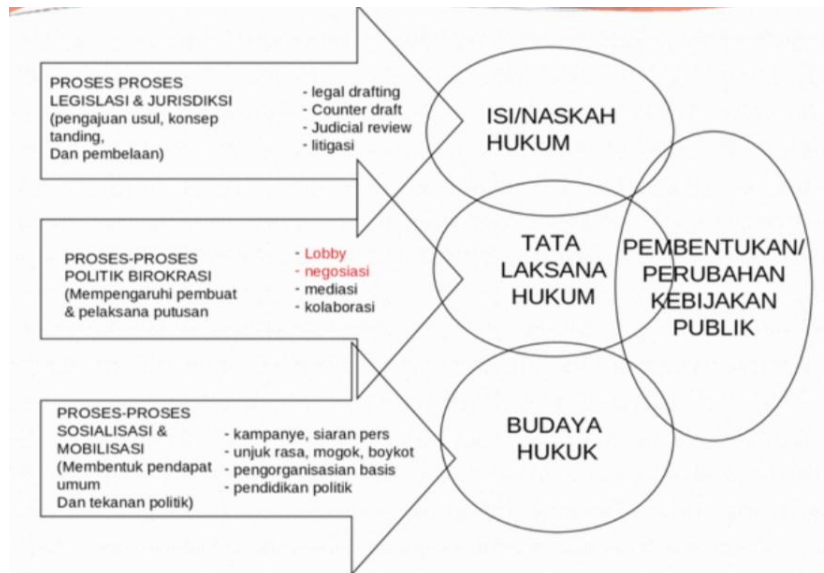 PROSES PROSES
LEGISLASI & JURISDIKSI
(pengajuan usul, konsep
tanding,
Dan pembelaan)
- legal drafting
- Counter draft
- Judicial review
- litigasi
ISI/NASKAH
HUKUM
PROSES-PROSES
POLITIK BIROKRASI
(Mempengaruhi pembuat
& pelaksana putusan
- Lobby
- negosiasi
- mediasi
- kolaborasi
TATA
LAKSANA
HUKUM
PEMBENTUKAN/
PERUBAHAN
KEBIJAKAN
PUBLIK
PROSES-PROSES
SOSIALISASI &
MOBILISASI
(Membentuk pendapat
umum
Dan tekanan politik)
- kampanye, siaran pers
- unjuk rasa, mogok, boykot
- pengorganisasian basis
- pendidikan politik
BUDAYA
HUKUK